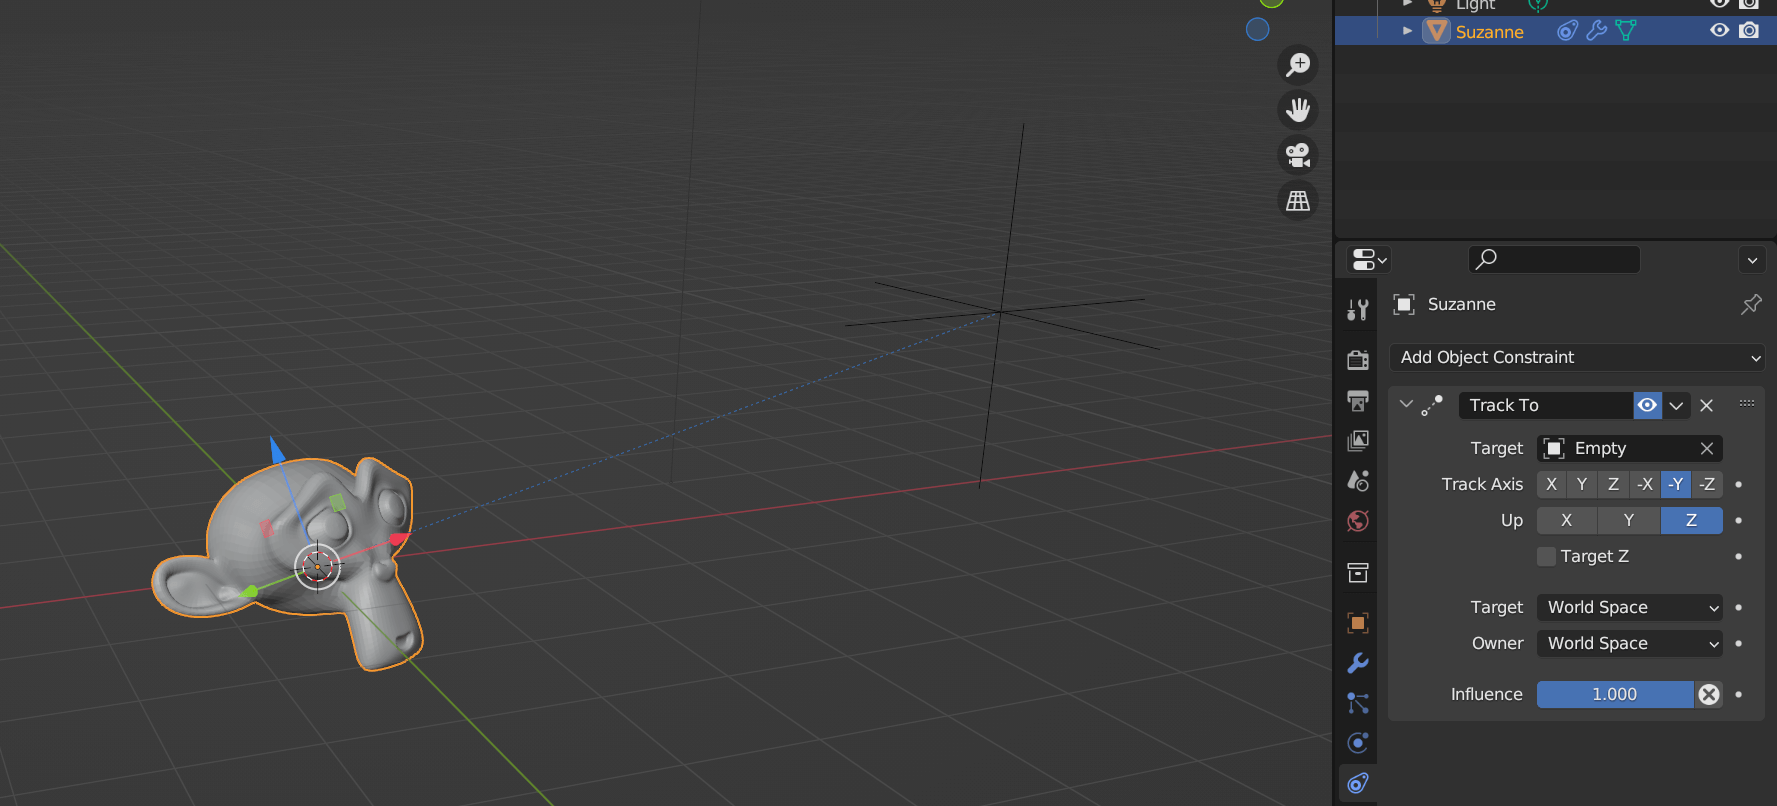 Light
Suzanne
Suzanne
Add Object Constraint
Track To
Target Empty
Track Axis X Y Z -X -Y -Z
Up X Y Z
Target Z
Target World Space
Owner World Space
Influence 1.000